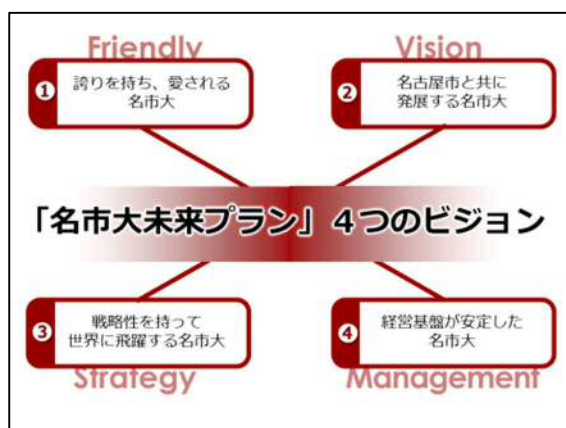 Friendly
Vision
❶
誇りを持ち、愛される
名市大
❷
名古屋市と共に
発展する名市大
「名市大未来プラン」４つのビジョン
❸
戦略性を持って
世界に飛躍する名市大
❹
経営基盤が安定した
名市大
Strategy
Management